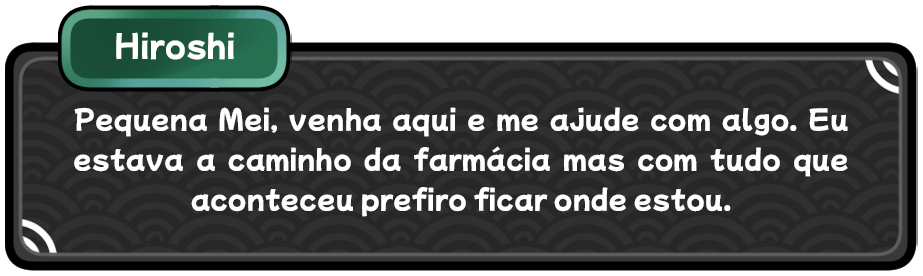 Hiroshi
Pequena Mei, venha aqui e me ajude com algo. Eu
estava a caminho da farmácia mas com tudo que
aconteceu prefiro ficar onde estou.